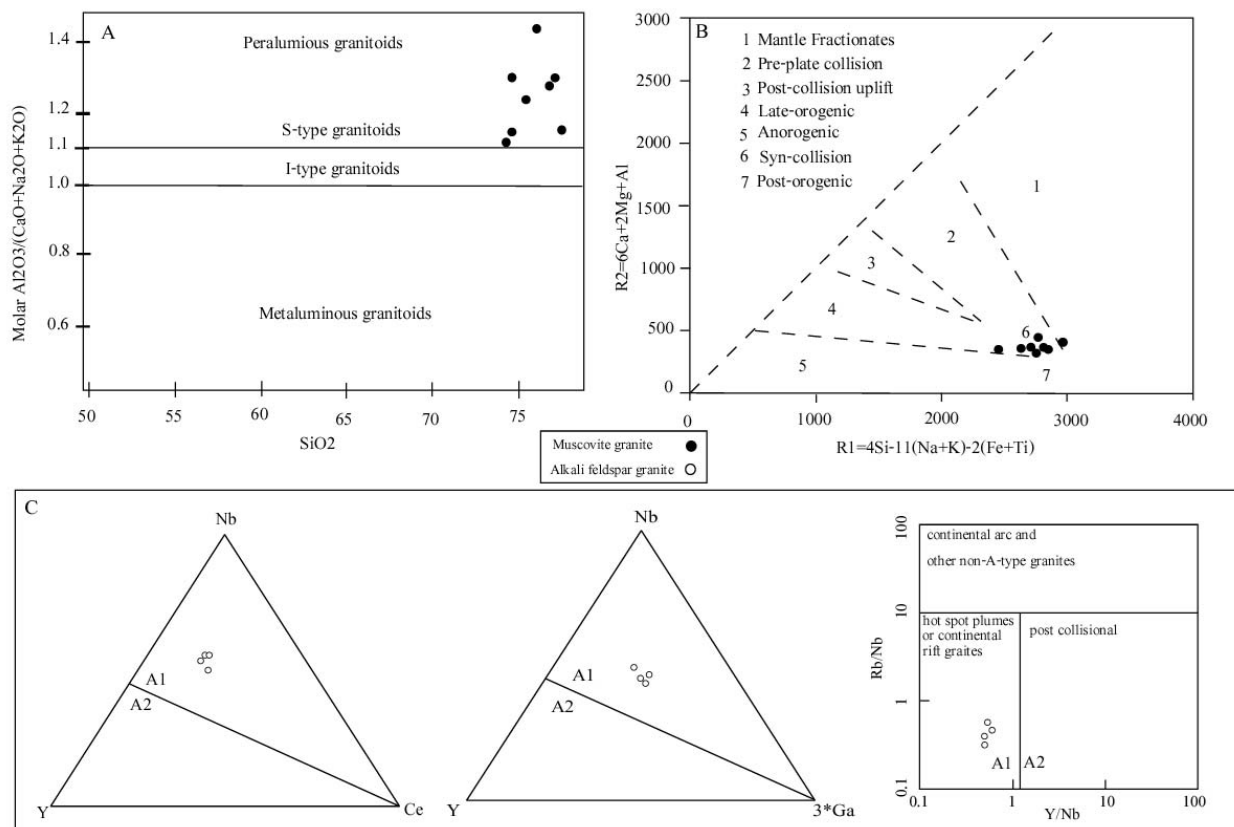 A
Peralumious granitoids
S-type granitoids
I-type granitoids
Metaluminous granitoids
1.4
1.2
1.1
1.0
0.8
0.6
Molar Al2O3/(CaO+Na2O+K2O)
50
55
60
65
70
75
SiO2
B
1 Mantle Fractionates
2 Pre-plate collision
3 Post-collision uplift
4 Late-orogenic
5 Anorogenic
6 Syn-collision
7 Post-orogenic
3000
2500
2000
1500
1000
500
0
R2=6Ca+2Mg+Al
1
2
3
4
5
6
7
0
1000
2000
3000
4000
R1=4Si-11(Na+K)-2(Fe+Ti)
Muscovite granite
Alkali feldspar granite
C
Nb
A1
A2
Y
Ce
Nb
A1
A2
Y
3*Ga
100
10
1
0.1
Rb/Nb
continental arc and
other non-A-type granites
hot spot plumes
or continental
rift graites
post collisional
A1
A2
0.1
1
10
100
Y/Nb